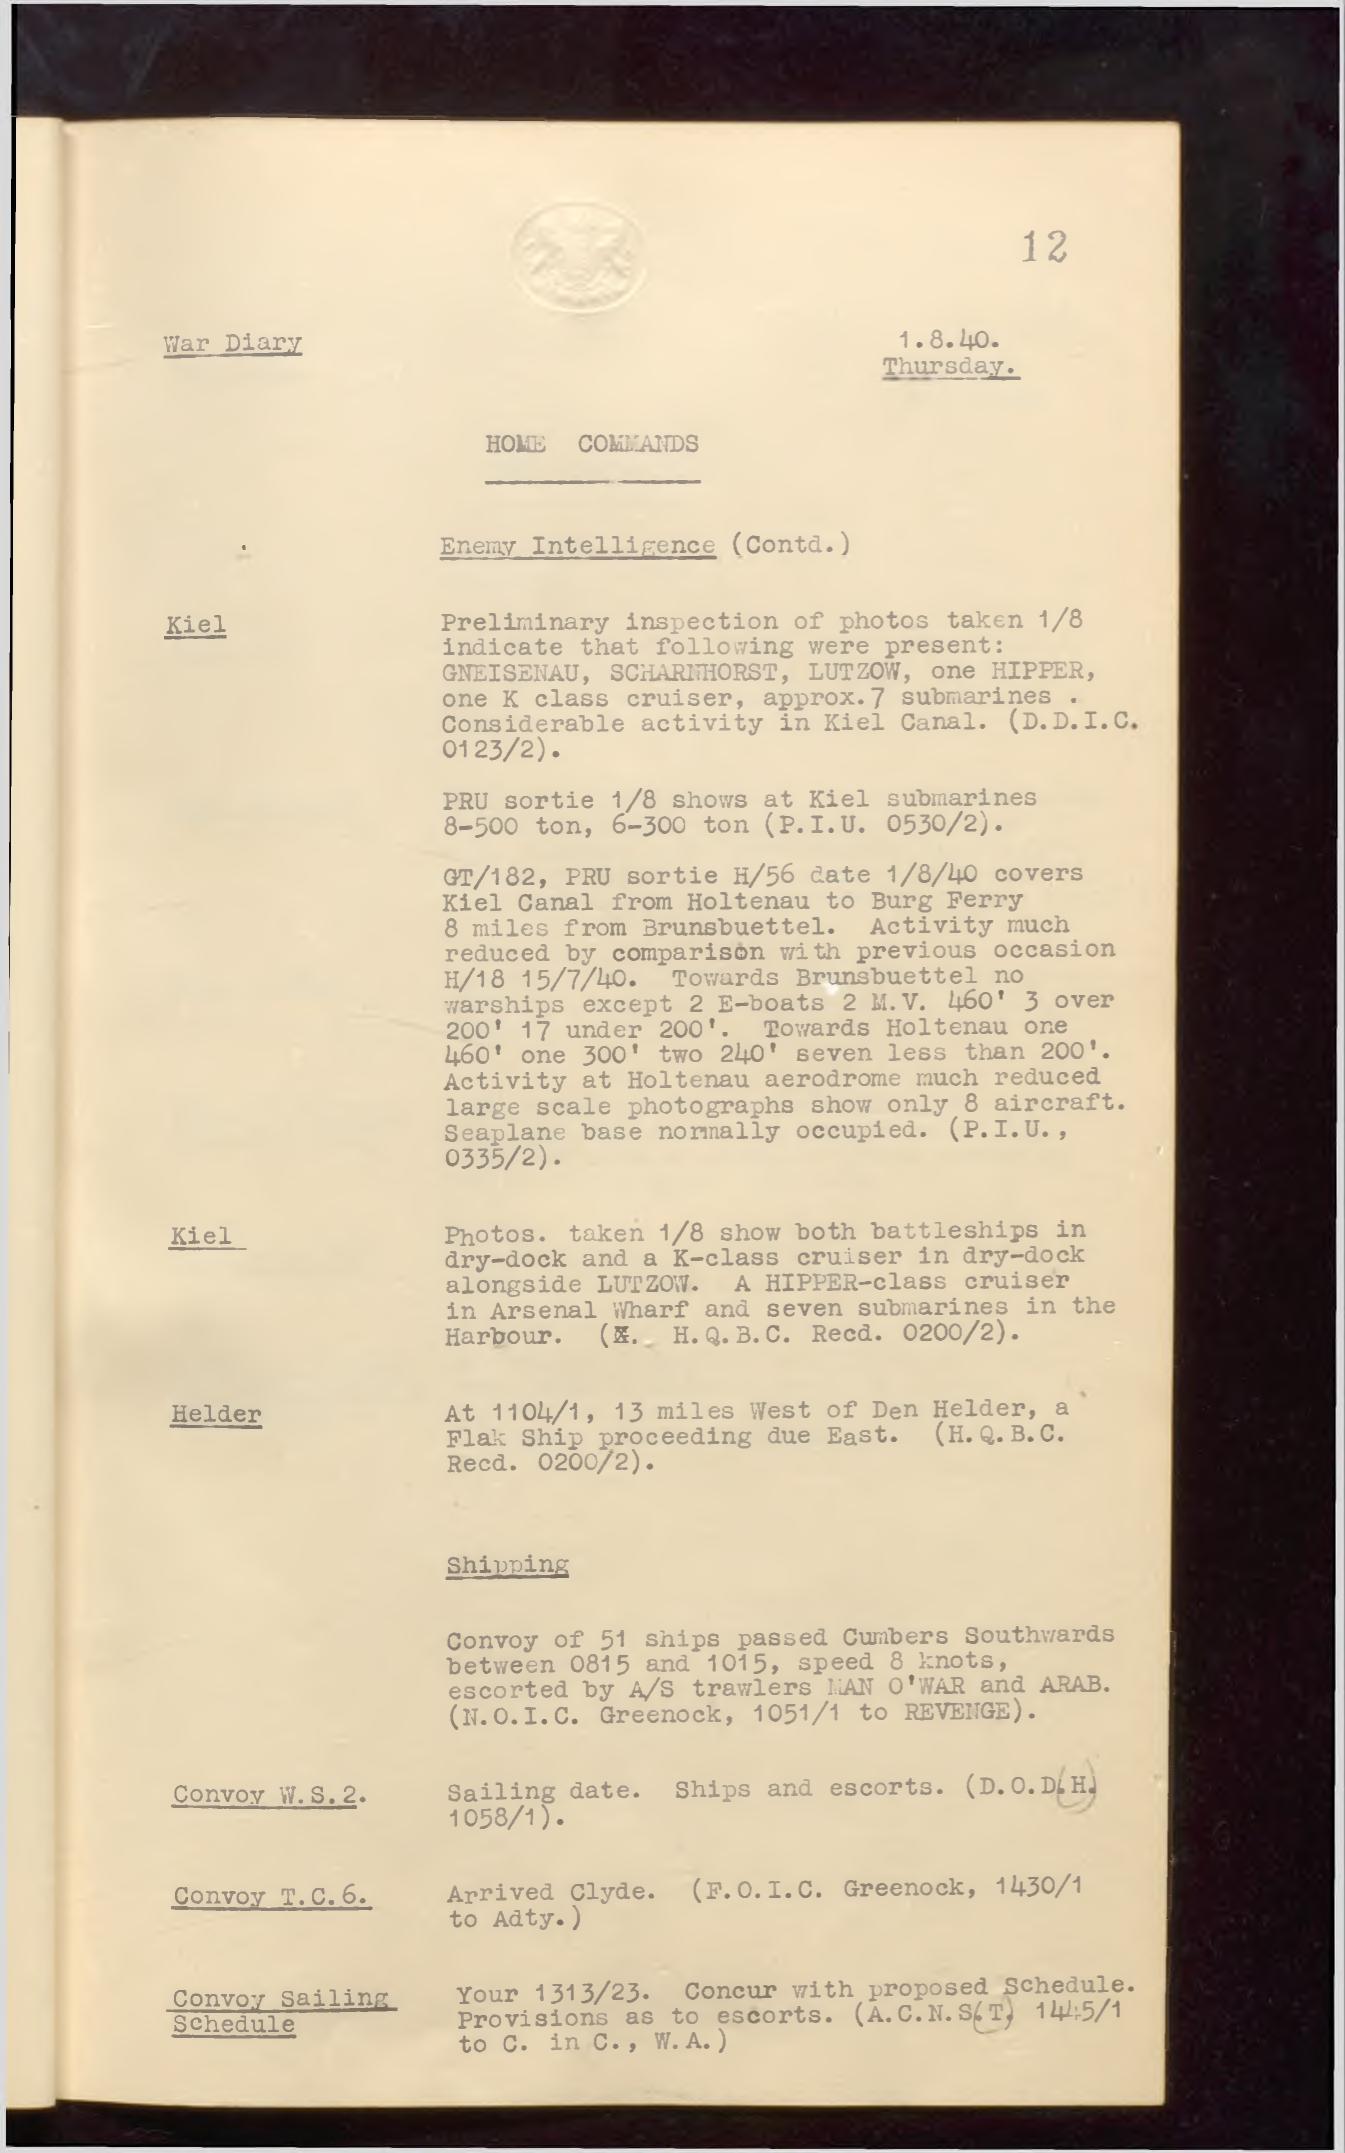 12
War Diary
1.8.40.
Thursday.
HOME COMMANDS
Enemy Intelligence (Contd.)
Kiel
Preliminary inspection of photos taken 1/8
indicate that following were present:
GNEISENAU, SCHARNHORST, LUTZOW, one HIPPER,
one K class cruiser, approx.7 submarines .
Considerable activity in Kiel Canal. (D.D.I.C.
0123/2).
PRU sortie 1/8 shows at Kiel submarines
8-500 ton, 6-300 ton (P.I.U. 0530/2).
GT/182, PRU sortie H/56 date 1/8/40 covers
Kiel Canal from Holtenau to Burg Ferry
8 miles from Brunsbuettel. Activity much
reduced by comparison with previous occasion
H/18 15/7/40. Towards Brunsbuettel no
warships except 2 E-boats 2 M.V. 460' 3 over
200' 17 under 200'. Towards Holtenau one
460' one 300' two 240' seven less than 200'.
Activity at Holtenau aerodrome much reduced
large scale photographs show only 8 aircraft.
Seaplane base normally occupied. (P.I.U.,
0335/2).
Kiel
Photos. taken 1/8 show both battleships in
dry-dock and a K-class cruiser in dry-dock
alongside LUTZOW. A HIPPER-class cruiser
in Arsenal Wharf and seven submarines in the
Harbour. ( H.Q.B.C. Recd. 0200/2).
Helder
At 1104/1, 13 miles West of Den Helder, a
Flak Ship proceeding due East. (H.Q.B.C.
Recd. 0200/2).
Shipping
Convoy of 51 ships passed Cumbers Southwards
between 0815 and 1015, speed 8 knots,
escorted by A/S trawlers MAN O'WAR and ARAB.
(N.O.I.C. Greenock, 1051/1 to REVENGE).
Convoy W.S.2.
Sailing date. Ships and escorts. (D.O.D(H)
1058/1).
Convoy T.C.6.
Arrived Clyde. (F.O.I.C. Greenock, 1430/1
to Adty.)
Convoy Sailing
Schedule
Your 1313/23. Concur with proposed Schedule.
Provisions as to escorts. (A.C.N.S(T) 1445/1
to C. in C., W.A.)